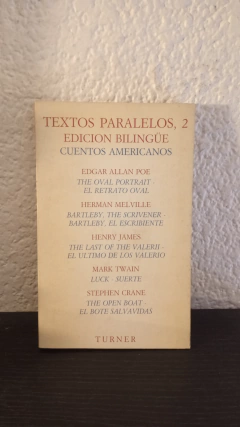 TEXTOS PARALELOS, 2
EDICION BILINGÜE
CUENTOS AMERICANOS
EDGAR ALLAN POE
THE OVAL PORTRAIT -
EL RETRATO OVAL
HERMAN MELVILLE
BARTLEBY, THE SCRIVENER -
BARTLEBY, EL ESCRIBIENTE
HENRY JAMES
THE LAST OF THE VALERII -
EL ULTIMO DE LOS VALERIO
MARK TWAIN
LUCK - SUERTE
STEPHEN CRANE
THE OPEN BOAT -
EL BOTE SALVAVIDAS
TURNER